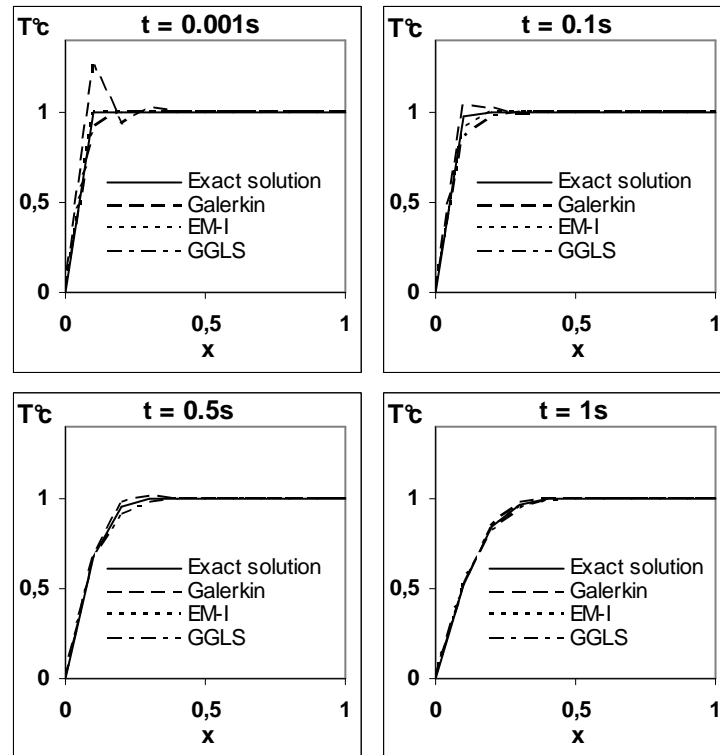 T°c
t = 0.001s
1
0,5
0
Exact solution
Galerkin
EM-I
GGLS
0
0,5
1
x
T°c
t = 0.1s
1
0,5
0
Exact solution
Galerkin
EM-I
GGLS
0
0,5
1
x
T°c
t = 0.5s
1
0,5
0
Exact solution
Galerkin
EM-I
GGLS
0
0,5
1
x
T°c
t = 1s
1
0,5
0
Exact solution
Galerkin
EM-I
GGLS
0
0,5
1
x